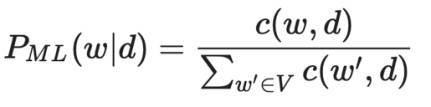 P_{ML}(w|d) = \frac{c(w, d)}{\sum_{w' \in V} c(w', d)}